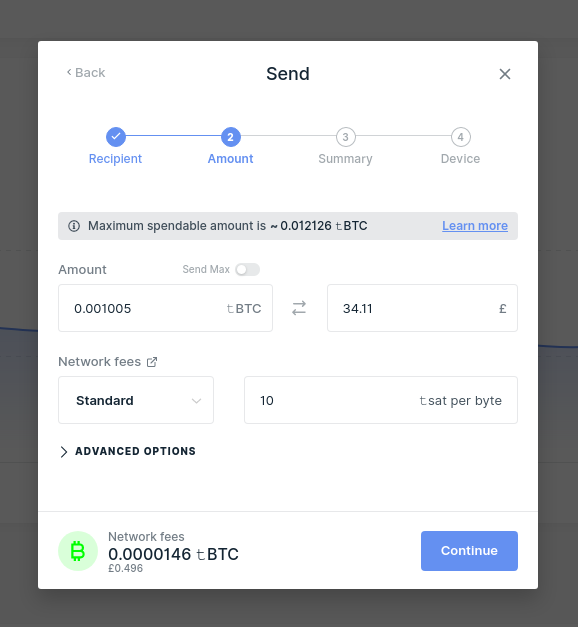 Back
Send
2
3
4
Recipient
Amount
Summary
Device
Maximum spendable amount is ~ 0.012126 tBTC
Learn more
Amount
Send Max
0.001005
tBTC
34.11
£
Network fees
Standard
10
tsat per byte
ADVANCED OPTIONS
Network fees
0.0000146 tBTC
£0.496
Continue